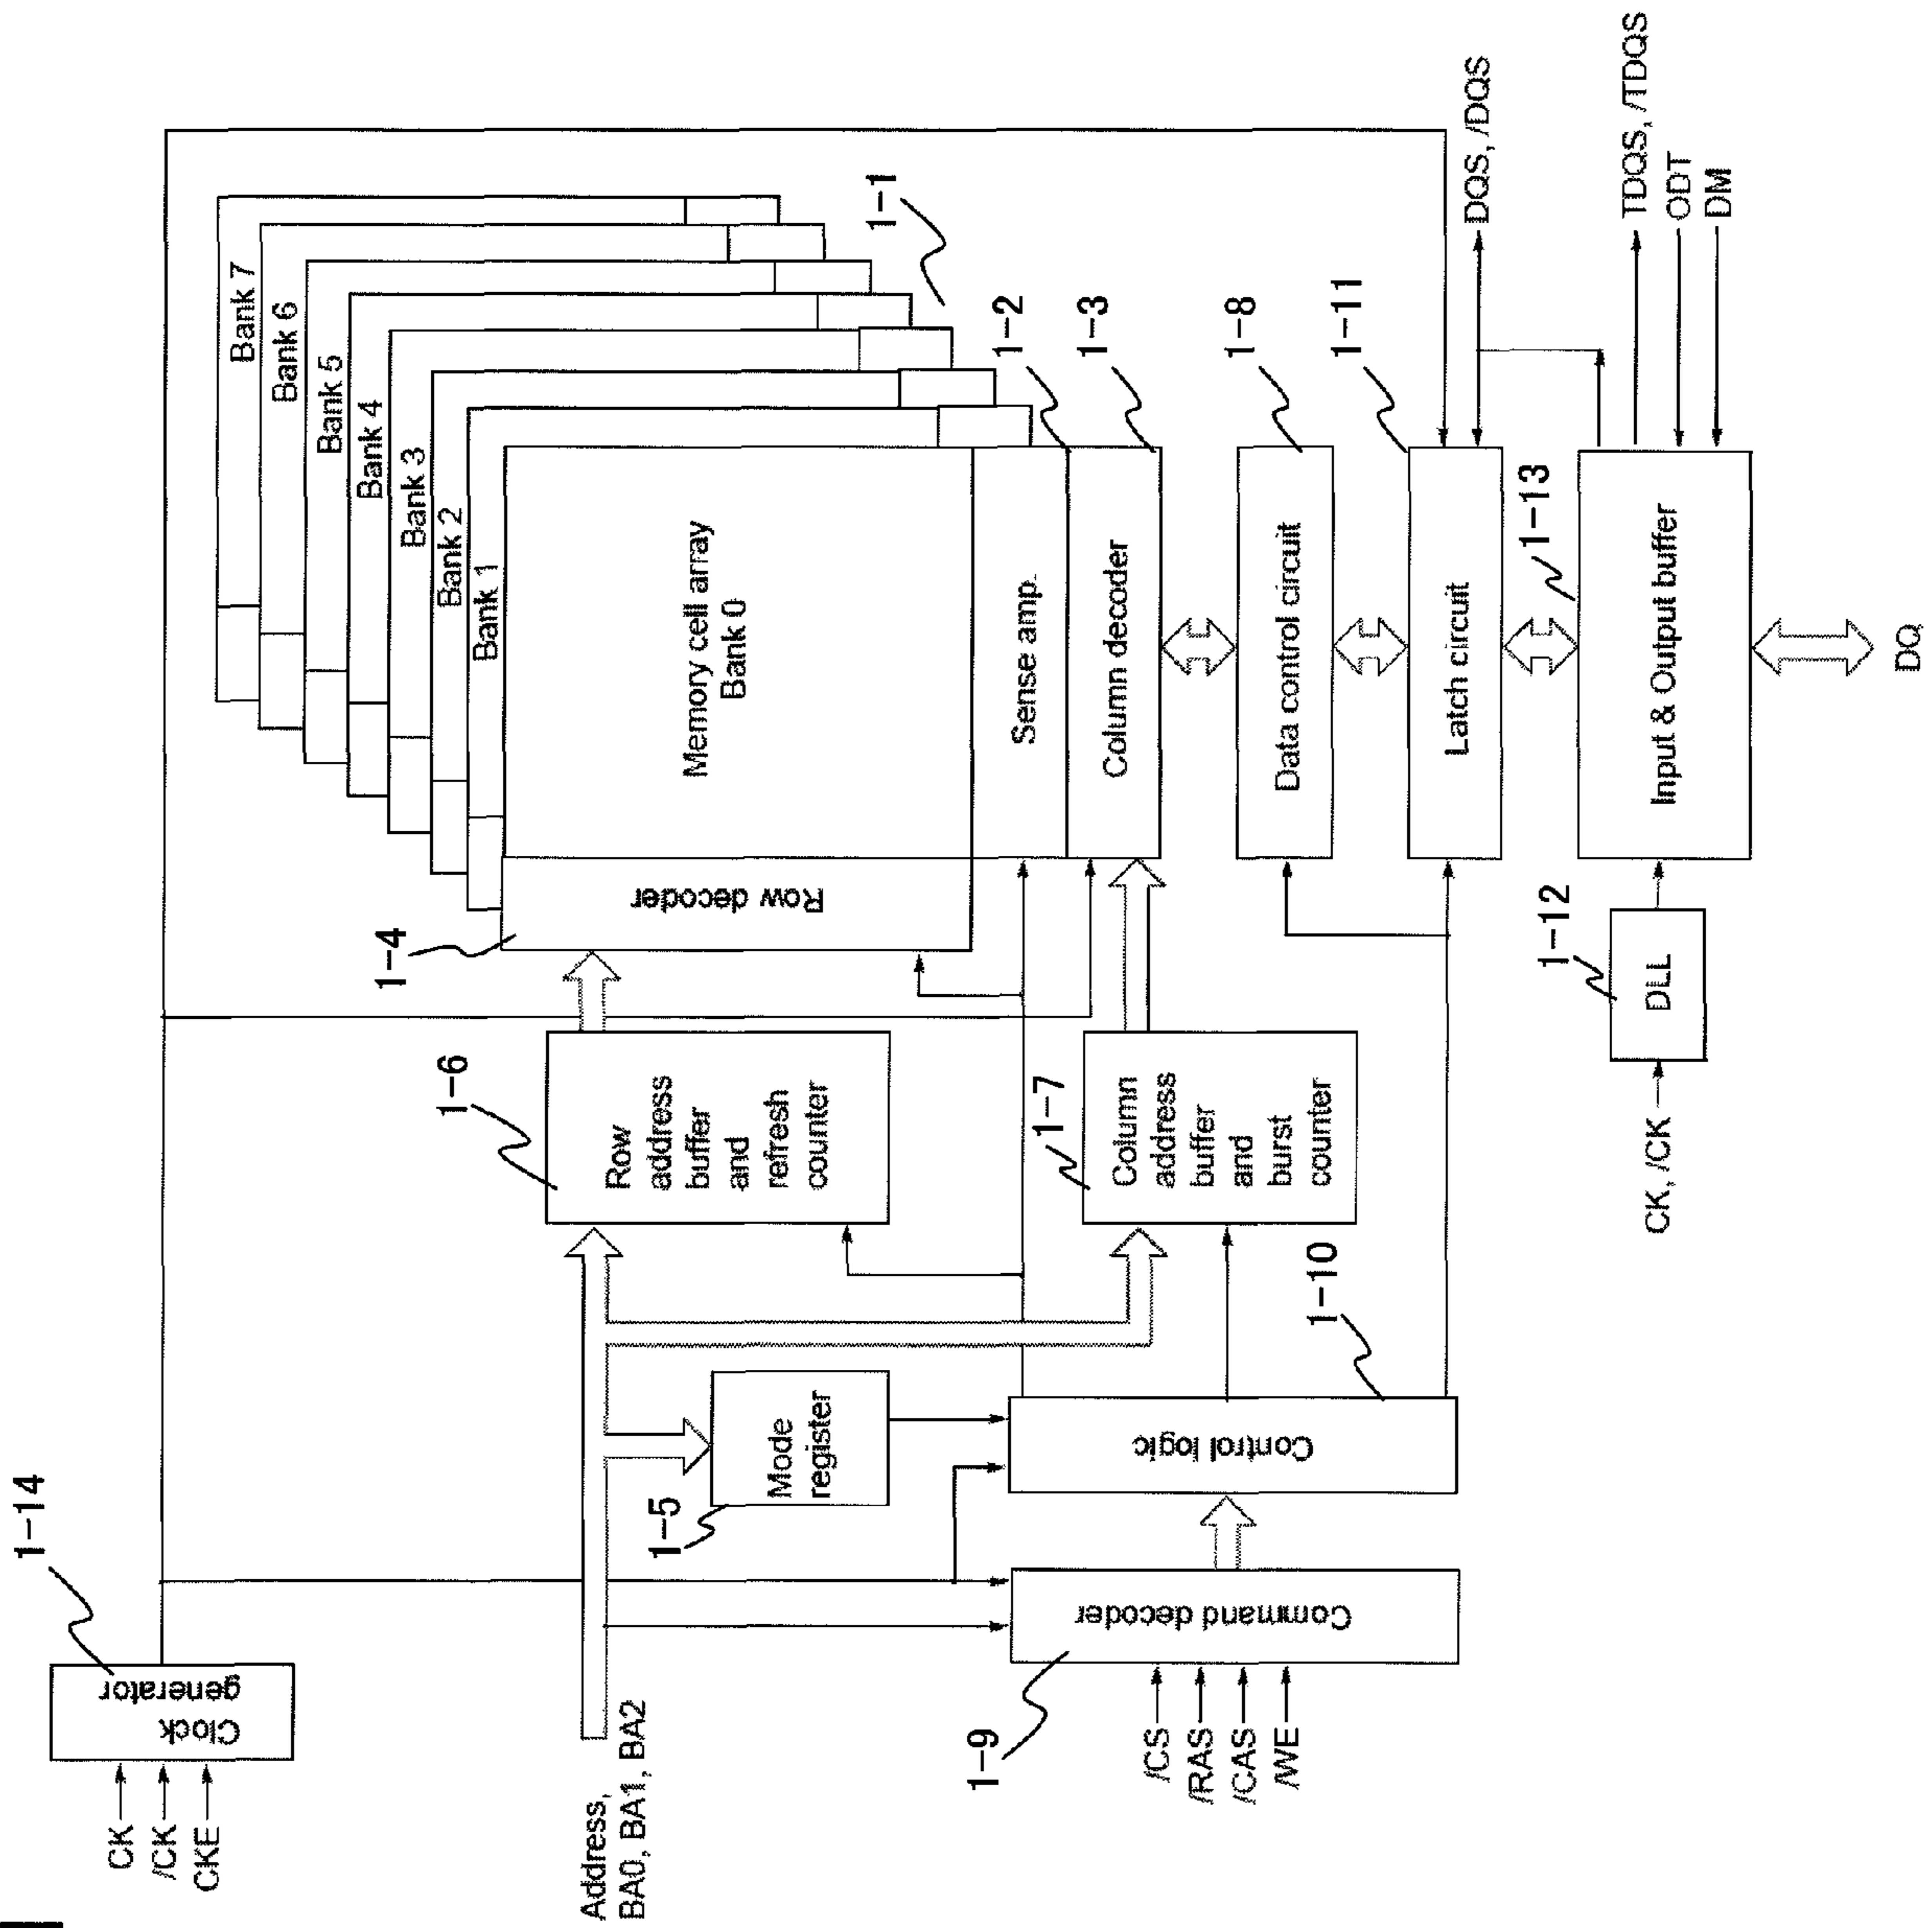 1-14
CK
/CK
CKE
Clock
generator
Bank 7
Bank 6
Bank 5
Bank 4
Bank 3
Bank 2
Bank 1
Memory cell array
Bank 0
1-1
Row decoder
1-4
Sense amp.
1-2
Column decoder
1-3
Address,
BA0, BA1, BA2
1-6
Row
address
buffer
and
refresh
counter
1-5
Mode
register
1-7
Column
address
buffer
and
burst
counter
1-9
/CS
/RAS
/CAS
/WE
Command decoder
Control logic
1-10
Data control circuit
1-8
Latch circuit
1-11
DQS, /DQS
1-13
Input & Output buffer
TDQS, /TDQS
ODT
DM
1-12
DLL
CK, /CK
DQ